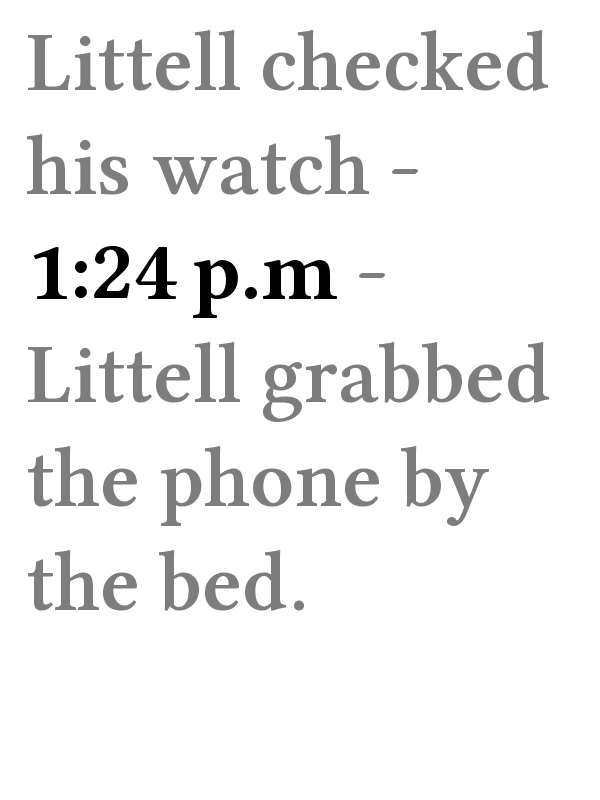 Littell checked
his watch -
1:24 p.m -
Littell grabbed
the phone by
the bed.